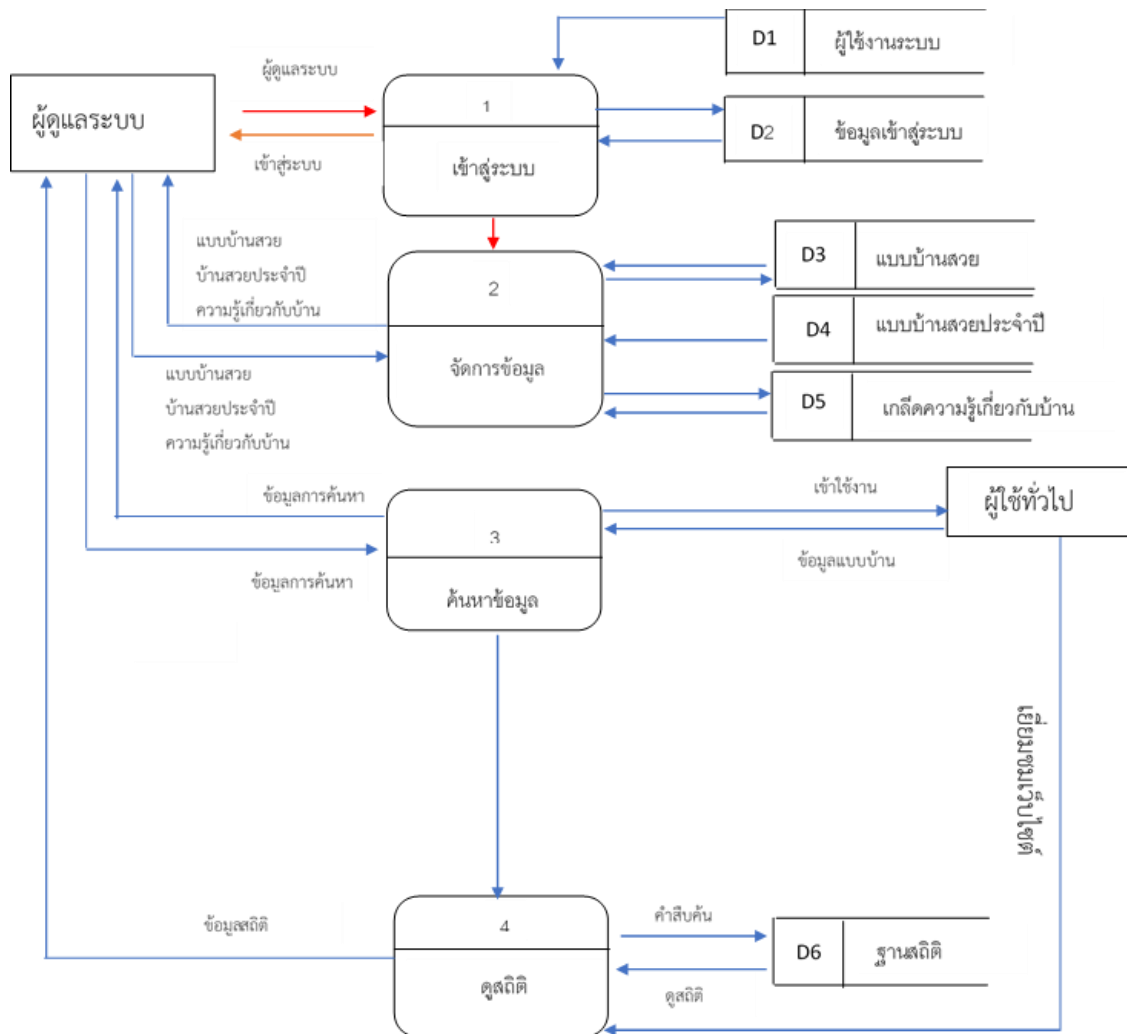 D1
ผู้ใช้งานระบบ
ผู้ดูแลระบบ
ผู้ดูแลระบบ
1
เข้าสู่ระบบ
เข้าสู่ระบบ
D2
ข้อมูลเข้าสู่ระบบ
แบบบ้านสวย
บ้านสวยประจำปี
ความรู้เกี่ยวกับบ้าน
2
จัดการข้อมูล
D3
แบบบ้านสวย
D4
แบบบ้านสวยประจำปี
D5
เกลีดความรู้เกี่ยวกับบ้าน
แบบบ้านสวย
บ้านสวยประจำปี
ความรู้เกี่ยวกับบ้าน
ข้อมูลการค้นหา
ข้อมูลการค้นหา
3
ค้นหาข้อมูล
เข้าใช้งาน
ข้อมูลแบบบ้าน
ผู้ใช้ทั่วไป
เยี่ยมชมเว็บไซต์
ข้อมูลสถิติ
4
ดูสถิติ
คำสืบค้น
ดูสถิติ
D6
ฐานสถิติ